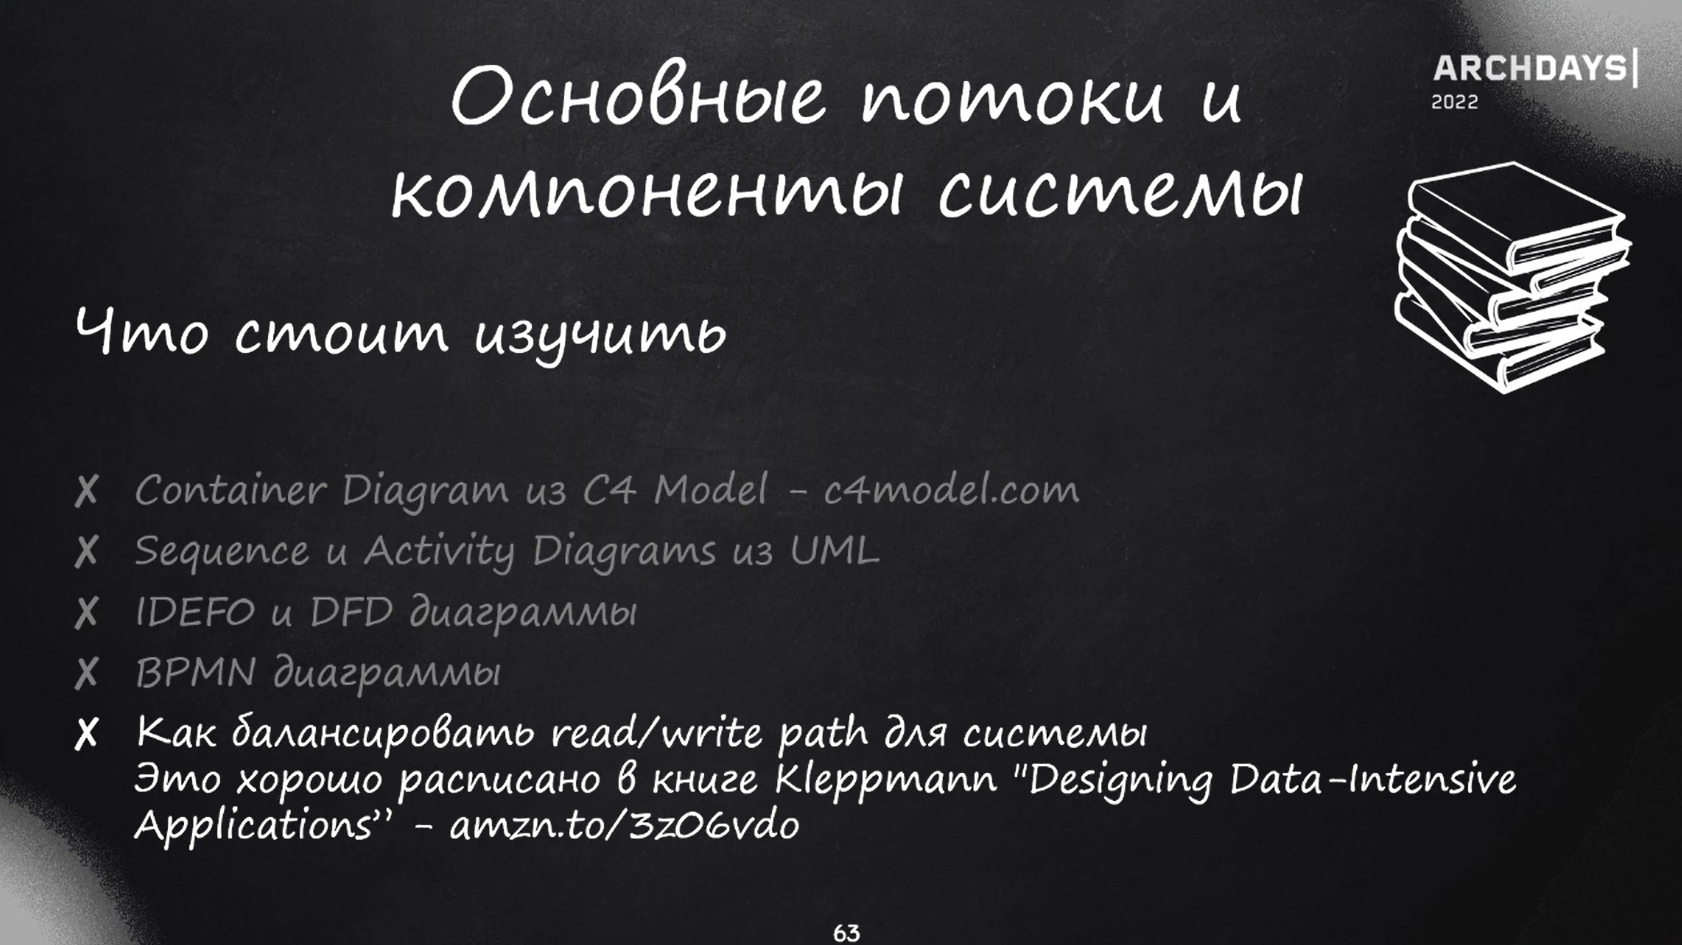 Основные потоки и
компоненты системы
ARCHDAYS
2022
Что стоит изучить
✗ Container Diagram из C4 Model - c4model.com
✗ Sequence и Activity Diagrams из UML
✗ IDEF0 и DFD диаграммы
✗ BPMN диаграммы
✗ Как балансировать read/write path для системы
Это хорошо расписано в книге Kleppmann "Designing Data-Intensive
Applications” - amzn.to/3zO6vdo
63